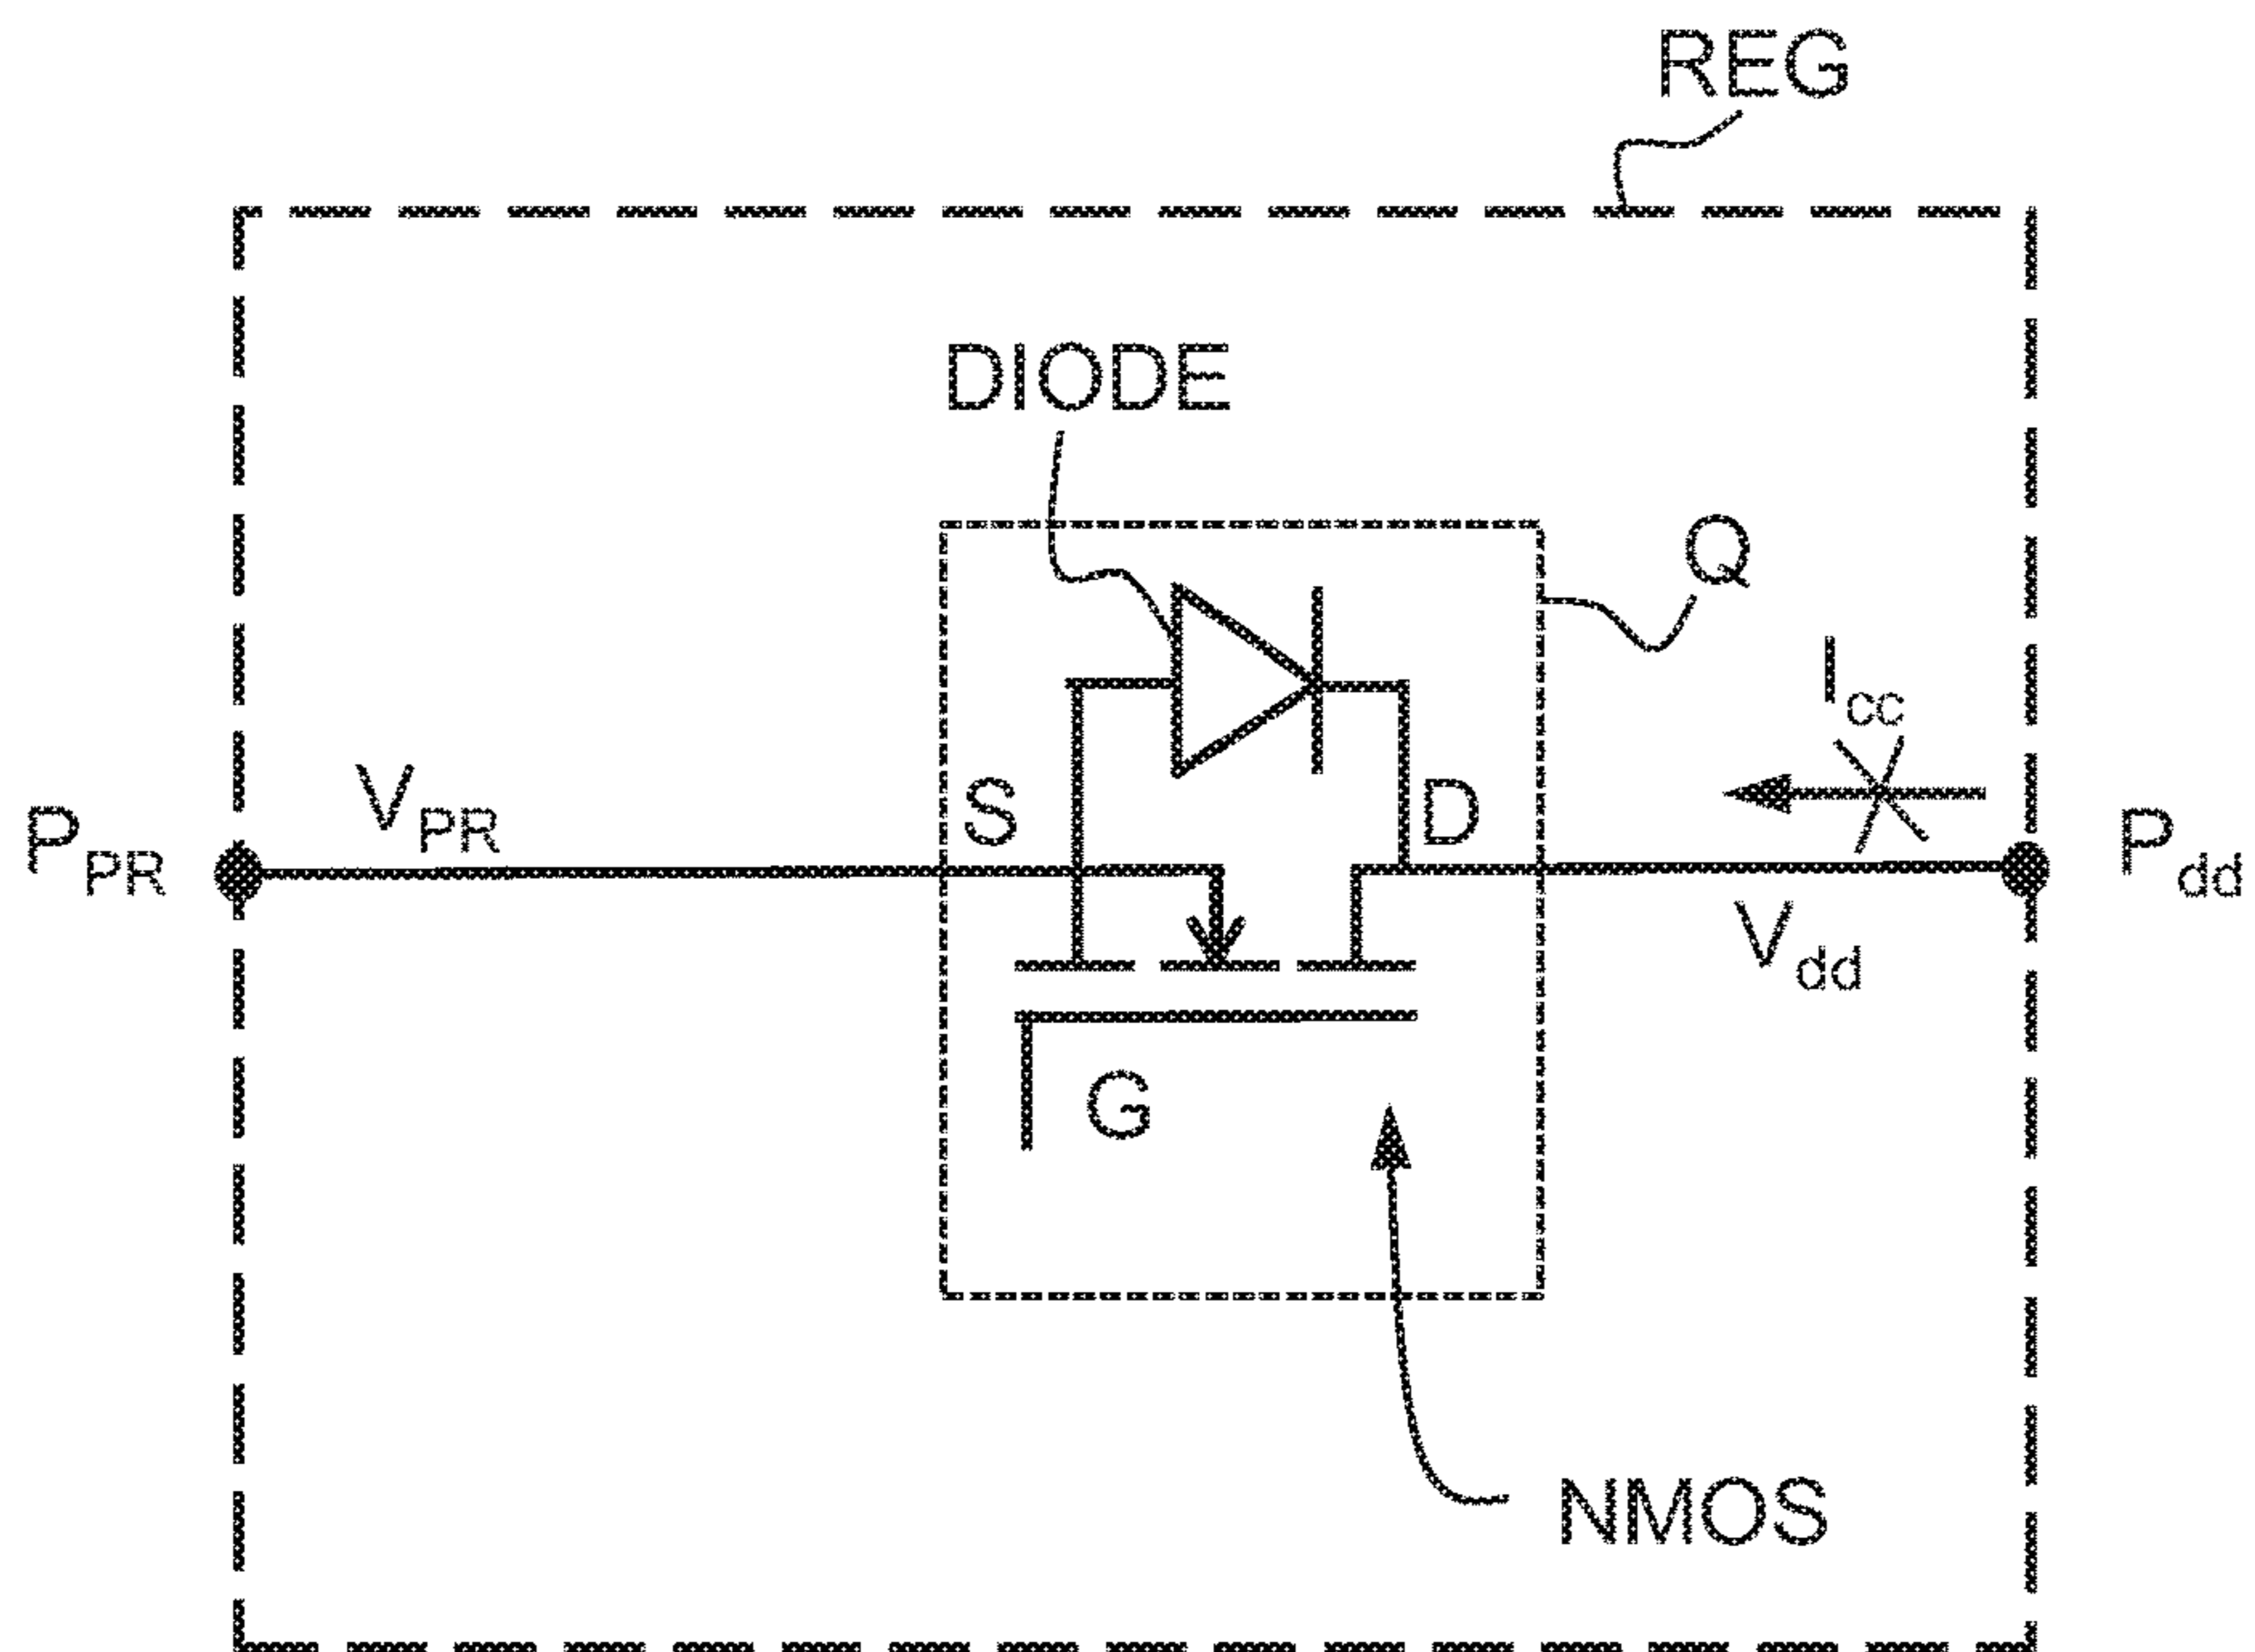 REG
DIODE
Q
Icc
VPR
S
D
PPR
Pdd
Vdd
G
NMOS